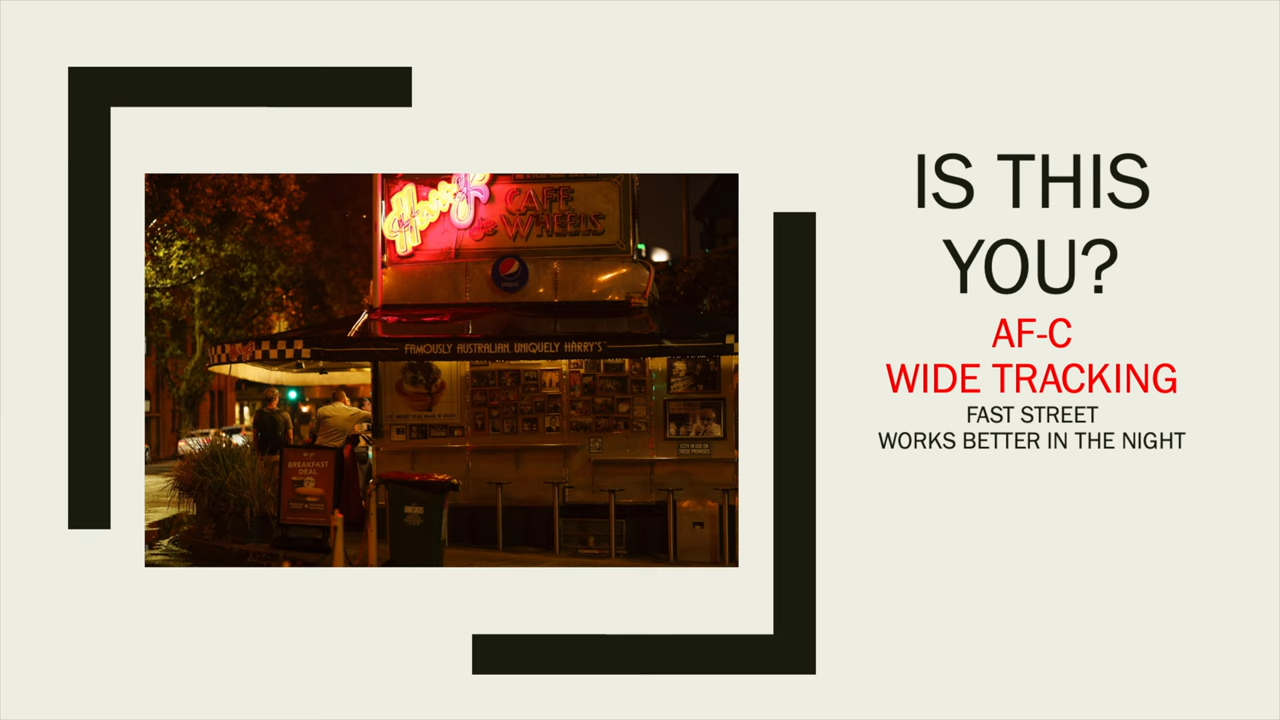 Harry's
CAFE
de WHEELS
pepsi
FAMOUSLY AUSTRALIAN, UNIQUELY HARRY'S
BREAKFAST
DEAL
IS THIS
YOU?
AF-C
WIDE TRACKING
FAST STREET
WORKS BETTER IN THE NIGHT